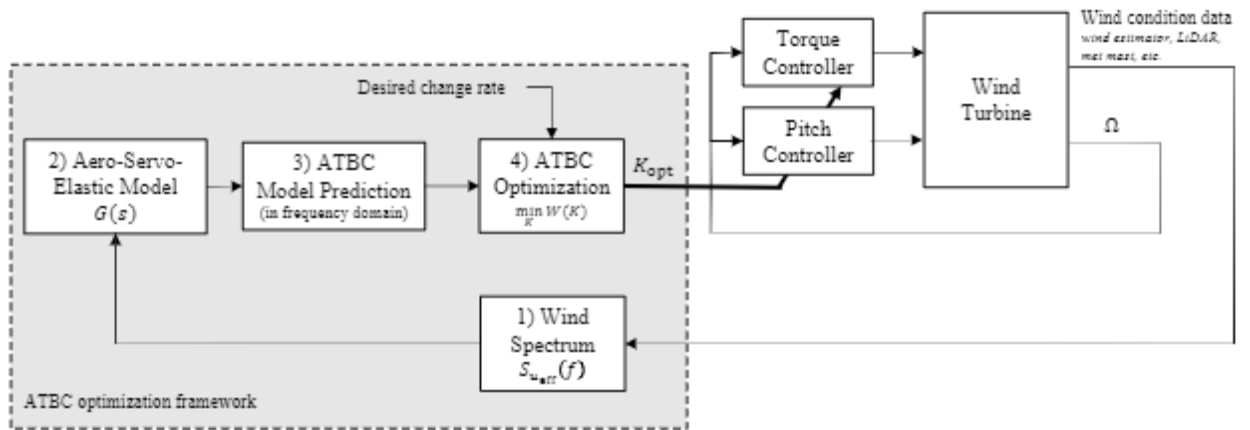 Wind condition data
wind estimator, LiDAR,
met mast, etc.
Torque
Controller
Wind
Turbine
Desired change rate
Ω
Pitch
Controller
2) Aero-Servo-
Elastic Model
G(s)
3) ATBC
Model Prediction
(in frequency domain)
4) ATBC
Optimization
min W(K)
K
K_opt
1) Wind
Spectrum
S_{u_eff}(f)
ATBC optimization framework